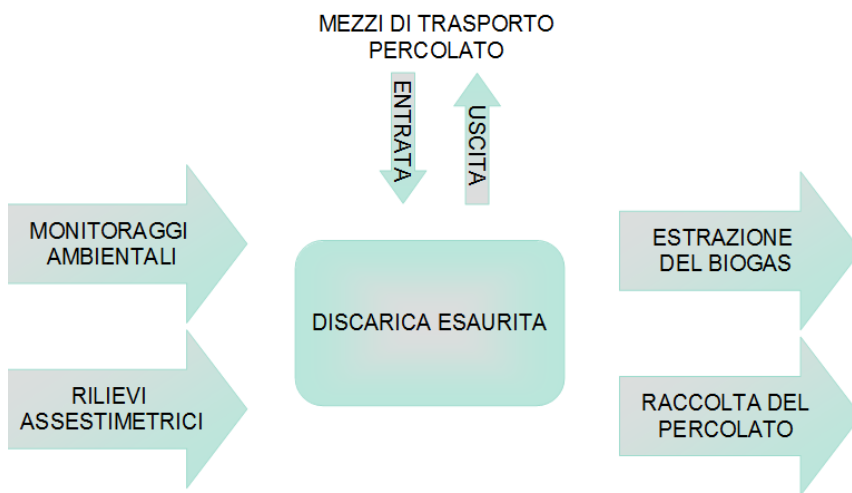 MEZZI DI TRASPORTO
PERCOLATO
ENTRATA
USCITA
MONITORAGGI
AMBIENTALI
ESTRAZIONE
DEL BIOGAS
DISCARICA ESAURITA
RILIEVI
ASSESTIMETRICI
RACCOLTA DEL
PERCOLATO